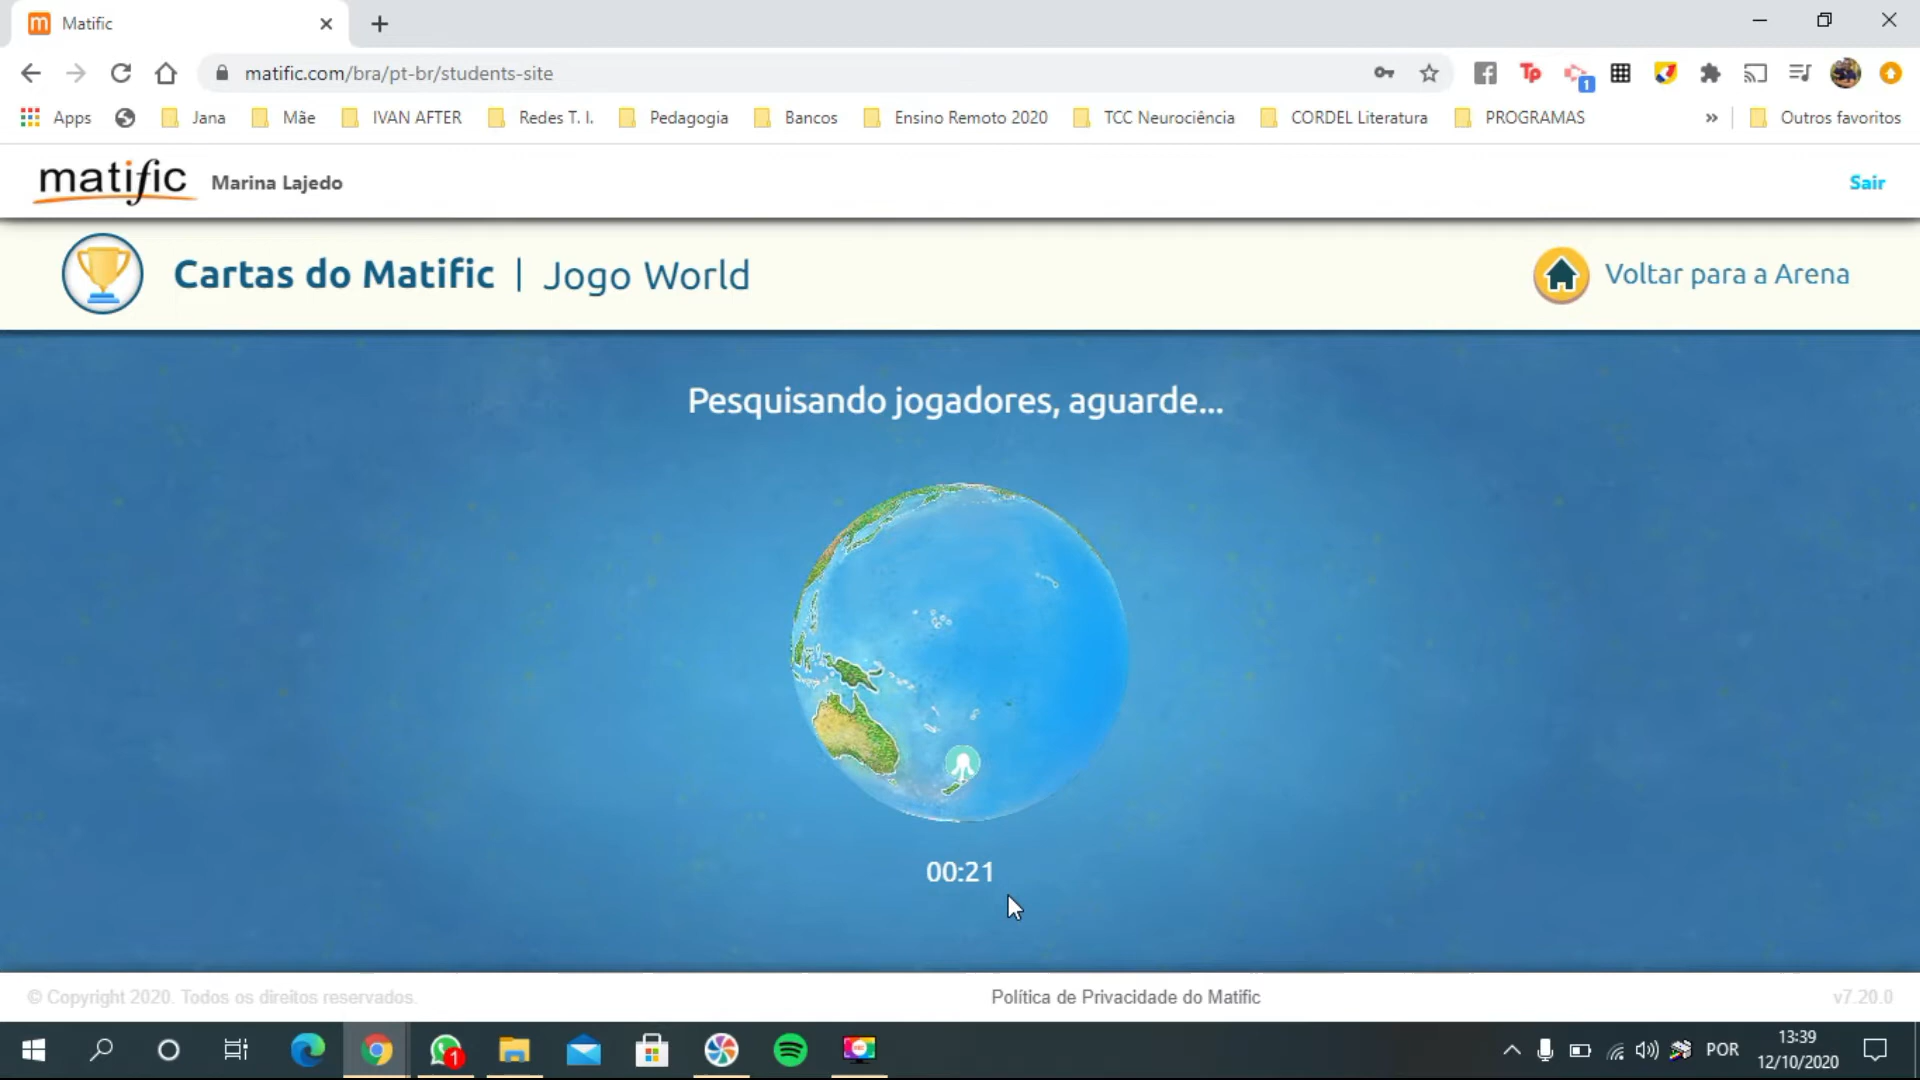 Matific
matific.com/bra/pt-br/students-site
1
Apps Jana Mãe IVAN AFTER Redes T. I. Pedagogia Bancos Ensino Remoto 2020 TCC Neurociência CORDEL Literatura PROGRAMAS » Outros favoritos
matific Marina Lajedo Sair
Cartas do Matific | Jogo World Voltar para a Arena
Pesquisando jogadores, aguarde...
00:21
© Copyright 2020. Todos os direitos reservados. Política de Privacidade do Matific v7.20.0
1 POR 13:39
12/10/2020